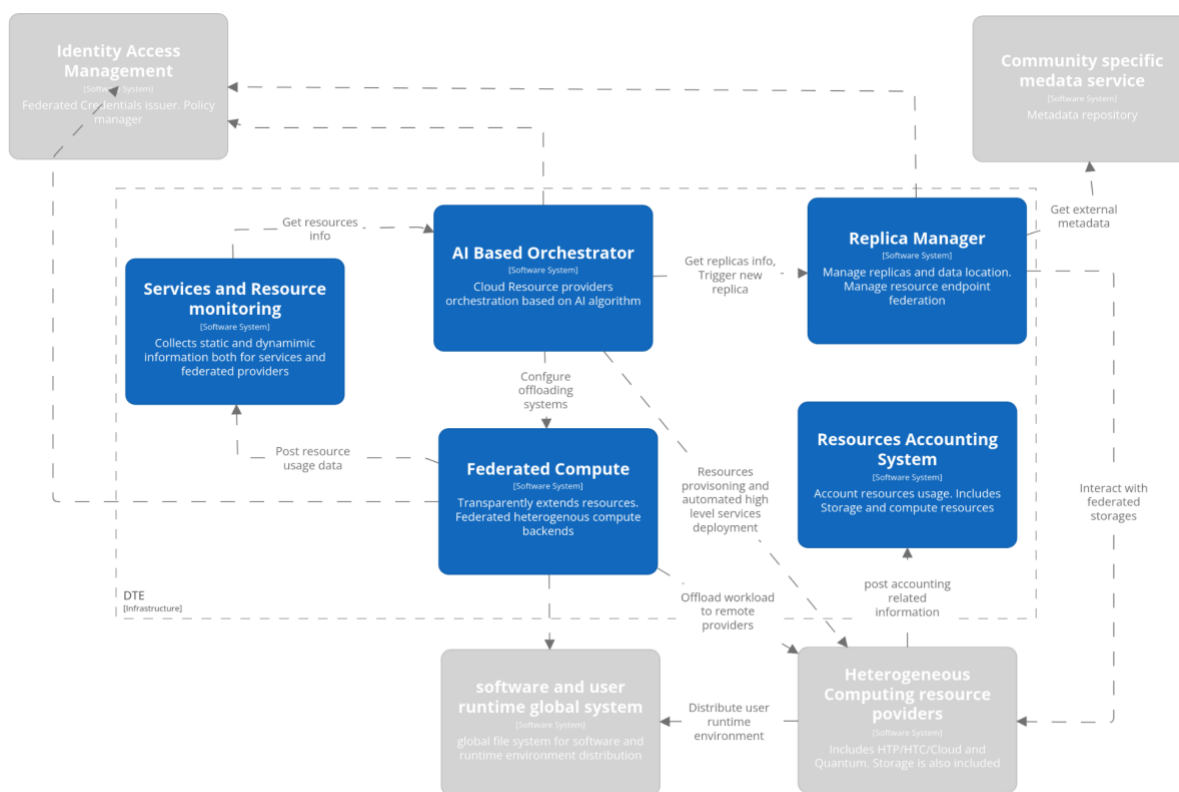 Identity Access
Management
[Software System]
Federated Credentials issuer. Policy
manager
Community specific
medata service
[Software System]
Metadata repository
Get resources
info
AI Based Orchestrator
[Software System]
Cloud Resource providers
orchestration based on AI algorithm
Get replicas info,
Trigger new
replica
Replica Manager
[Software System]
Manage replicas and data location.
Manage resource endpoint
federation
Get external
metadata
Services and Resource
monitoring
[Software System]
Collects static and dynamimic
information both for services and
federated providers
Confgure
offloading
systems
Post resource
usage data
Federated Compute
[Software System]
Transparently extends resources.
Federated heterogenous compute
backends
Resources
provisoning and
automated high
level services
deployment
Resources Accounting
System
[Software System]
Account resources usage. Includes
Storage and compute resources
Interact with
federated
storages
DTE
[Infrastructure]
Offload workload
to remote
providers
post accounting
related
information
software and user
runtime global system
[Software System]
global file system for software and
runtime environment distribution
Distribute user
runtime
environment
Heterogeneous
Computing resource
poviders
[Software System]
Includes HTP/HTC/Cloud and
Quantum. Storage is also included